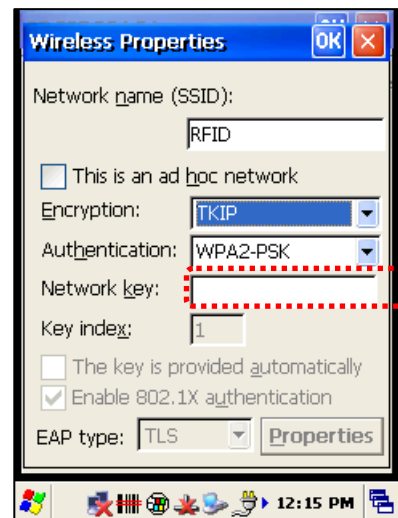 Wireless Properties OK
Network name (SSID):
RFID
This is an ad hoc network
Encryption: TKIP
Authentication: WPA2-PSK
Network key:
Key index: 1
The key is provided automatically
Enable 802.1X authentication
EAP type: TLS Properties
12:15 PM